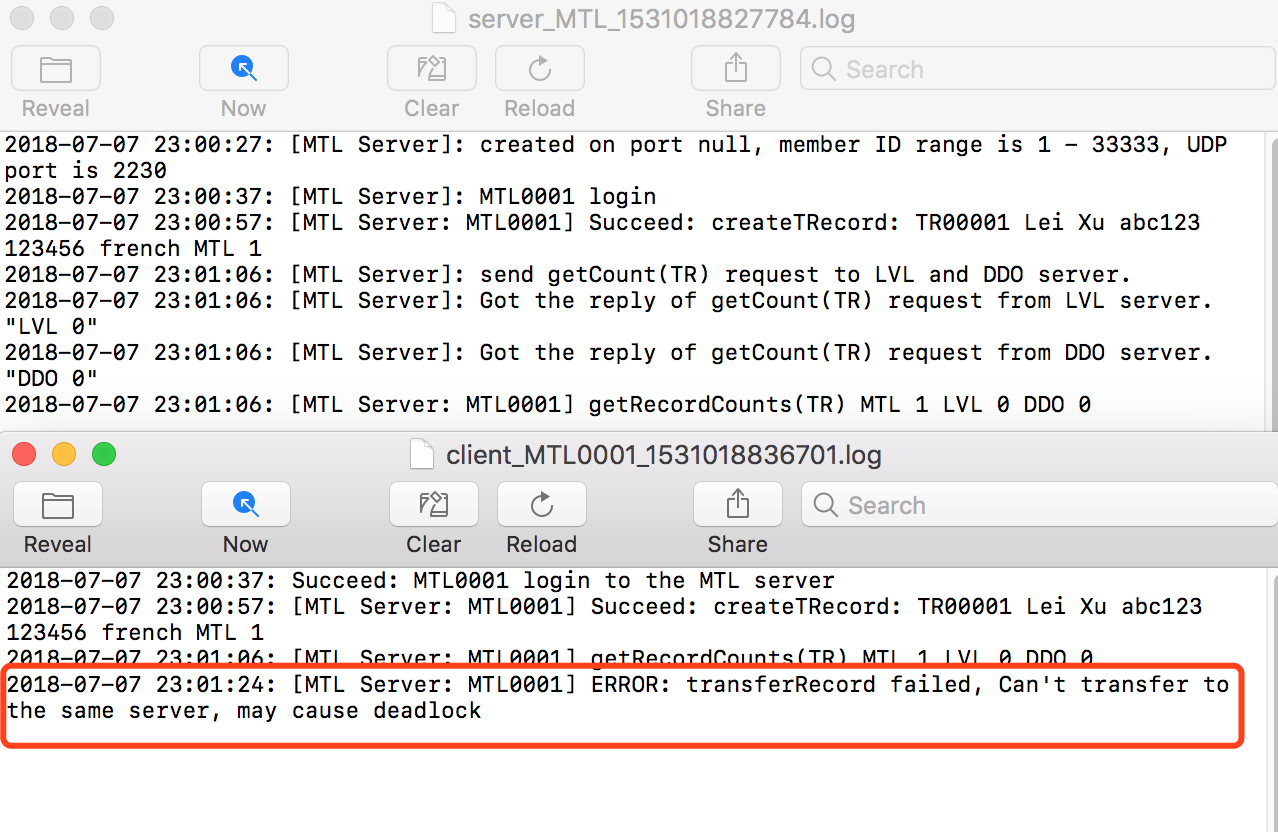 server_MTL_1531018827784.log
Reveal Now Clear Reload Share Search
2018-07-07 23:00:27: [MTL Server]: created on port null, member ID range is 1 - 33333, UDP
port is 2230
2018-07-07 23:00:37: [MTL Server]: MTL0001 login
2018-07-07 23:00:57: [MTL Server: MTL0001] Succeed: createTRecord: TR00001 Lei Xu abc123
123456 french MTL 1
2018-07-07 23:01:06: [MTL Server]: send getCount(TR) request to LVL and DDO server.
2018-07-07 23:01:06: [MTL Server]: Got the reply of getCount(TR) request from LVL server.
"LVL 0"
2018-07-07 23:01:06: [MTL Server]: Got the reply of getCount(TR) request from DDO server.
"DDO 0"
2018-07-07 23:01:06: [MTL Server: MTL0001] getRecordCounts(TR) MTL 1 LVL 0 DDO 0
client_MTL0001_1531018836701.log
Reveal Now Clear Reload Share Search
2018-07-07 23:00:37: Succeed: MTL0001 login to the MTL server
2018-07-07 23:00:57: [MTL Server: MTL0001] Succeed: createTRecord: TR00001 Lei Xu abc123
123456 french MTL 1
2018-07-07 23:01:06: [MTL Server: MTL0001] getRecordCounts(TR) MTL 1 LVL 0 DDO 0
2018-07-07 23:01:24: [MTL Server: MTL0001] ERROR: transferRecord failed, Can't transfer to
the same server, may cause deadlock